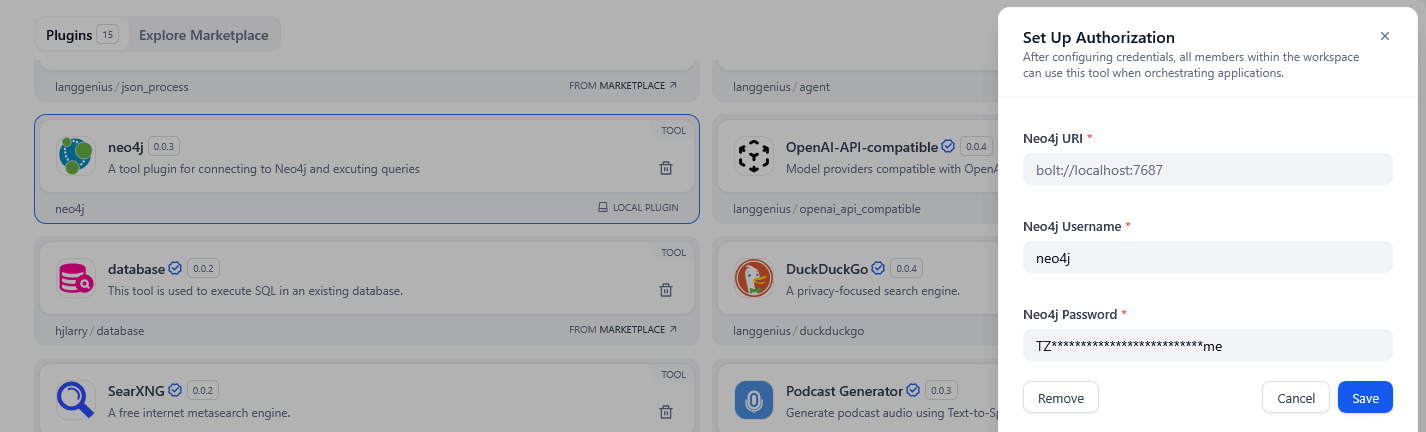 Plugins 15 Explore Marketplace
langgenius / json_process
FROM MARKETPLACE
langgenius / agent
TOOL
neo4j 0.0.3
A tool plugin for connecting to Neo4j and excuting queries
neo4j
LOCAL PLUGIN
OpenAI-API-compatible 0.0.4
Model providers compatible with OpenA
langgenius / openai_api_compatible
TOOL
database 0.0.2
This tool is used to execute SQL in an existing database.
hjlarry / database
FROM MARKETPLACE
DuckDuckGo 0.0.4
A privacy-focused search engine.
langgenius / duckduckgo
TOOL
SearXNG 0.0.2
A free internet metasearch engine.
Podcast Generator 0.0.3
Generate podcast audio using Text-to-Sp
Set Up Authorization
After configuring credentials, all members within the workspace
can use this tool when orchestrating applications.
Neo4j URI *
bolt://localhost:7687
Neo4j Username *
neo4j
Neo4j Password *
TZ**************************me
Remove
Cancel
Save